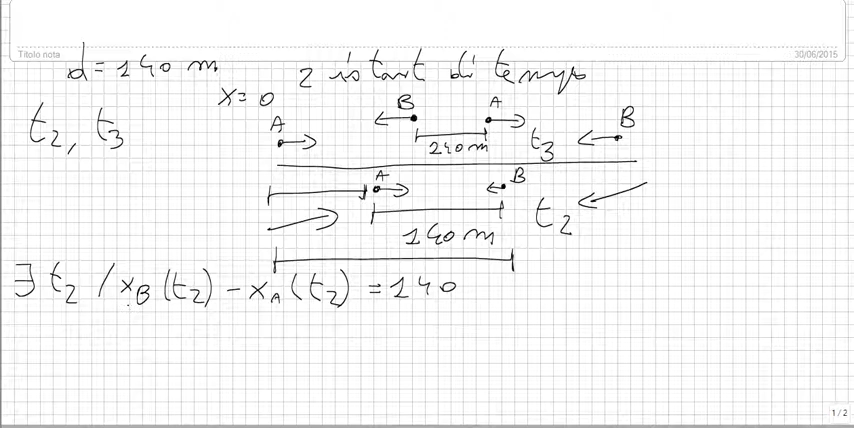 Titolo nota
30/06/2015
d = 140 m 2 istanti di tempo
x = 0
t2, t3
A B A B
140 m t3
A B
140 m t2
∃ t2 / xB (t2) - xA (t2) = 140
1 / 2